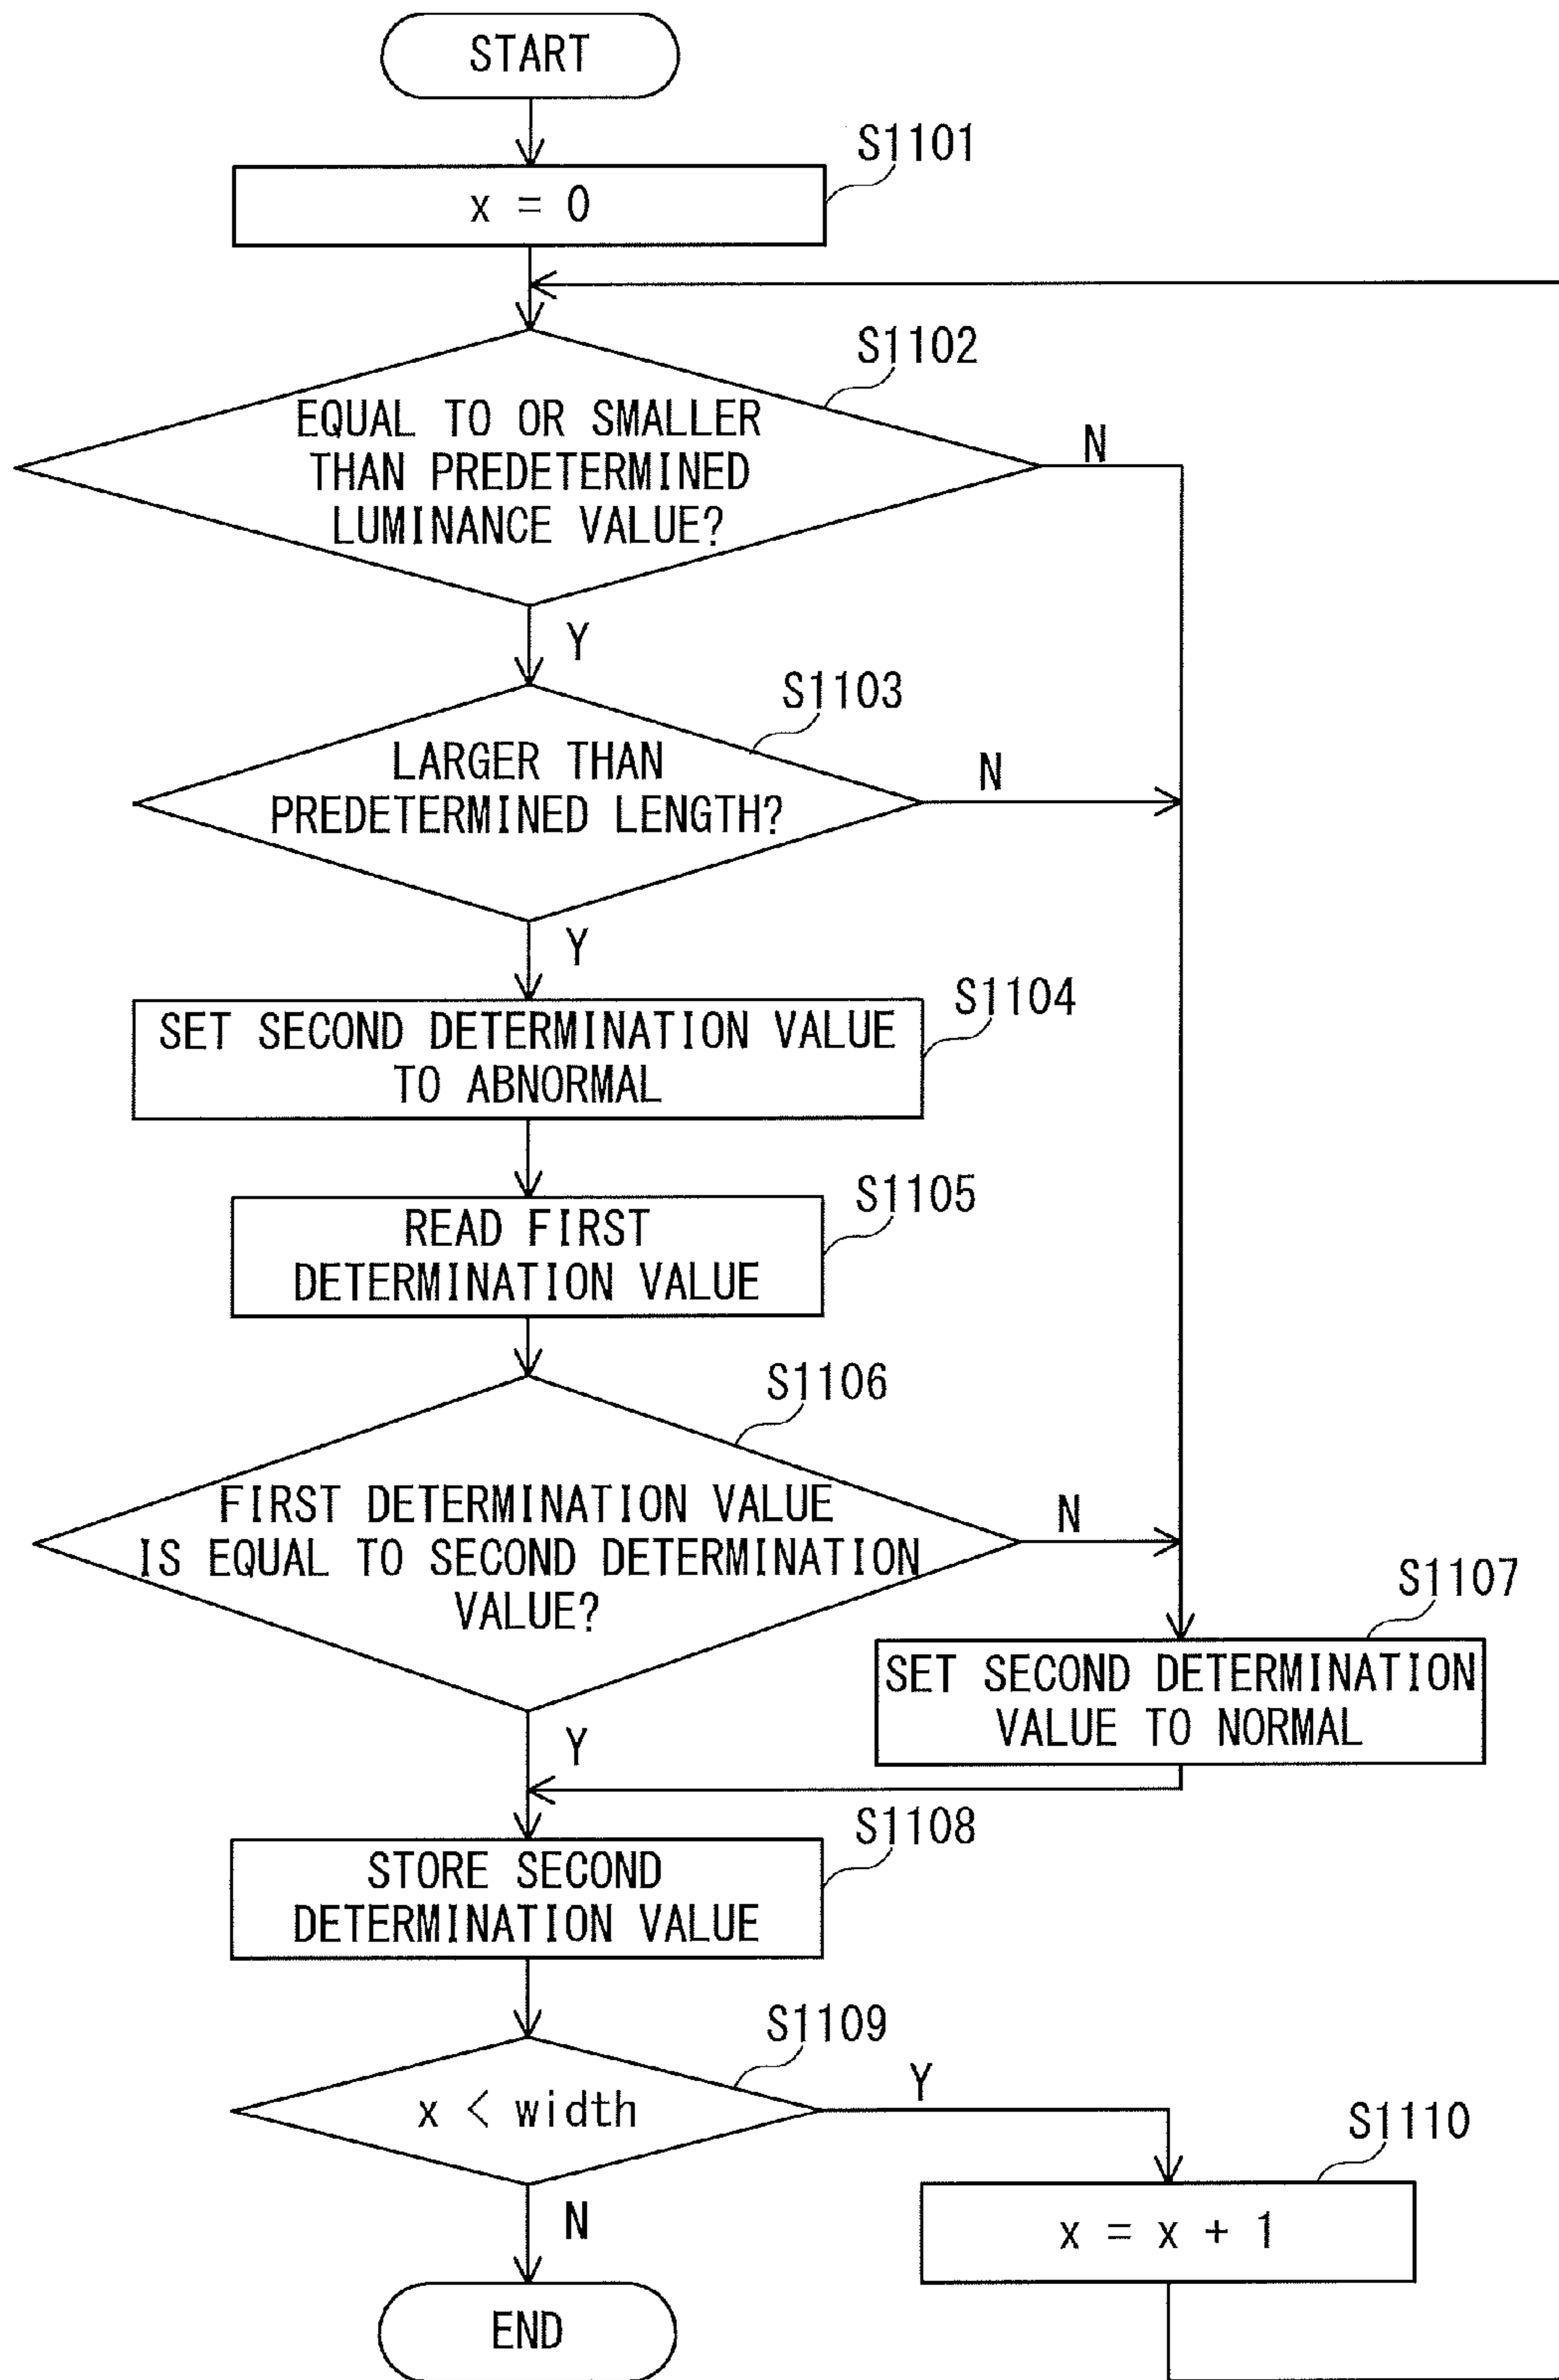 START
S1101
x = 0
S1102
EQUAL TO OR SMALLER
THAN PREDETERMINED
LUMINANCE VALUE?
N
Y
S1103
LARGER THAN
PREDETERMINED LENGTH?
N
Y
S1104
SET SECOND DETERMINATION VALUE
TO ABNORMAL
S1105
READ FIRST
DETERMINATION VALUE
S1106
FIRST DETERMINATION VALUE
IS EQUAL TO SECOND DETERMINATION
VALUE?
N
Y
S1107
SET SECOND DETERMINATION
VALUE TO NORMAL
S1108
STORE SECOND
DETERMINATION VALUE
S1109
x < width
Y
N
S1110
x = x + 1
END